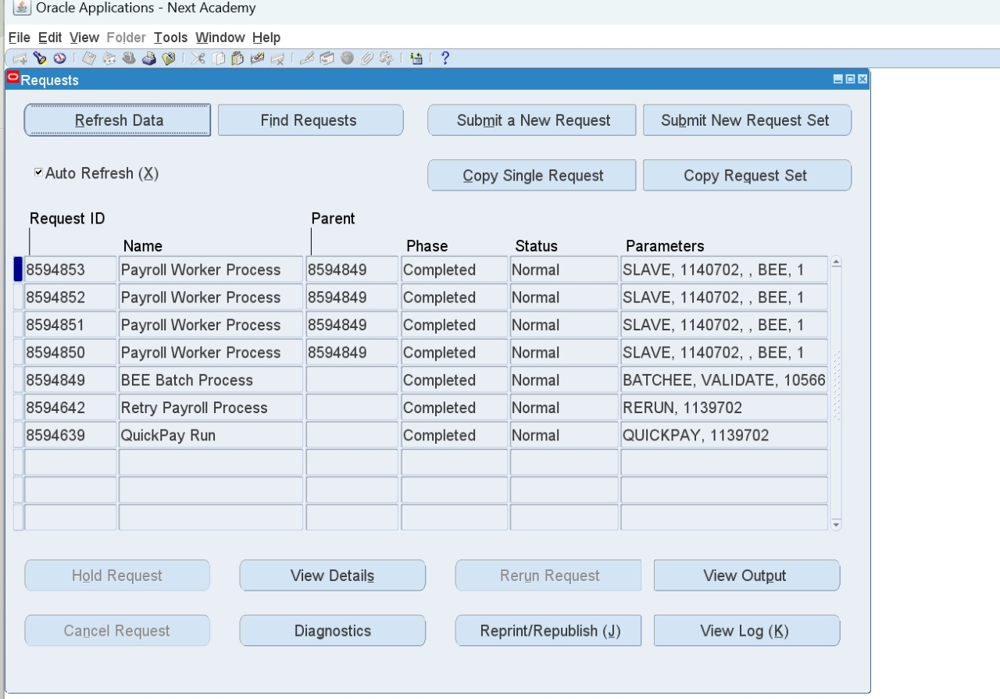 Oracle Applications - Next Academy
File Edit View Folder Tools Window Help
Requests
Refresh Data Find Requests Submit a New Request Submit New Request Set
Auto Refresh (X) Copy Single Request Copy Request Set
Request ID Parent
Name Phase Status Parameters
8594853 Payroll Worker Process 8594849 Completed Normal SLAVE, 1140702, , BEE, 1
8594852 Payroll Worker Process 8594849 Completed Normal SLAVE, 1140702, , BEE, 1
8594851 Payroll Worker Process 8594849 Completed Normal SLAVE, 1140702, , BEE, 1
8594850 Payroll Worker Process 8594849 Completed Normal SLAVE, 1140702, , BEE, 1
8594849 BEE Batch Process Completed Normal BATCHEE, VALIDATE, 10566
8594642 Retry Payroll Process Completed Normal RERUN, 1139702
8594639 QuickPay Run Completed Normal QUICKPAY, 1139702
Hold Request View Details Rerun Request View Output
Cancel Request Diagnostics Reprint/Republish (J) View Log (K)